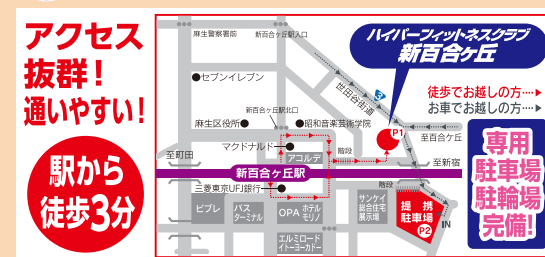 アクセス
抜群！
通いやすい！
駅から
徒歩3分
麻生警察署前
新百合ヶ丘駅入口
ハイパーフィットネスクラブ
新百合ヶ丘
セブンイレブン
3
世田谷街道
徒歩でお越しの方
お車でお越しの方
新百合ヶ丘駅北口
麻生区役所
昭和音楽芸術学院
P1
至百合ケ丘
マクドナルド
アコルデ
階段
至町田
至新宿
新百合ヶ丘駅
三菱東京UFJ銀行
階段
専用
駐車場
駐輪場
完備！
ビブレ
バス
ターミナル
OPA
ホテル
モリノ
サンケイ
総合住宅
展示場
提携
駐車場
P2
IN
エルミロード
イトーヨーカドー